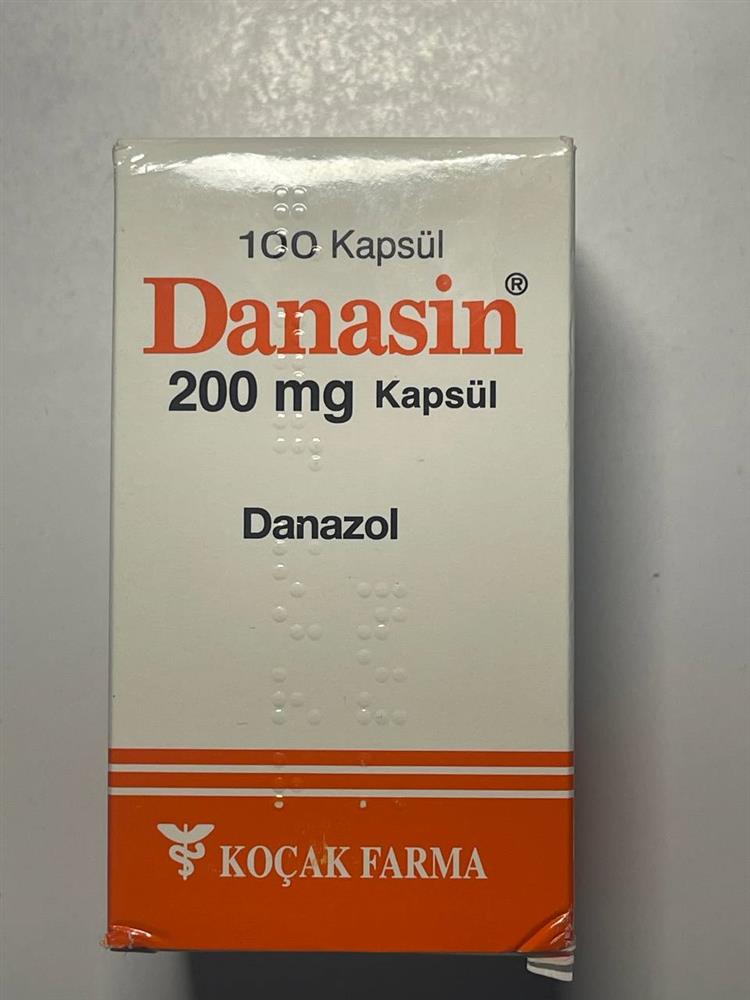 100 Kapsül
Danasin®
200 mg Kapsül
Danazol
KOÇAK FARMA